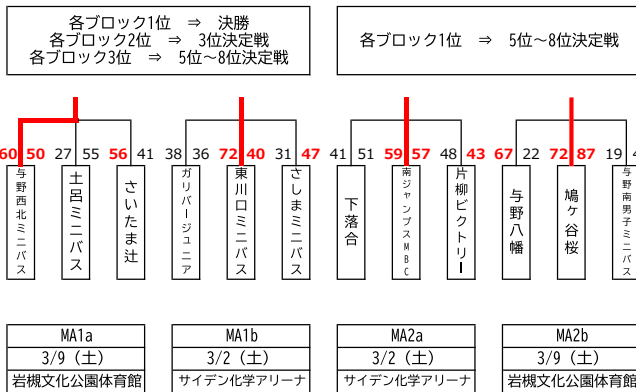 各ブロック1位　⇒　決勝
各ブロック2位　⇒　3位決定戦
各ブロック3位　⇒　5位～8位決定戦
各ブロック1位　⇒　5位～8位決定戦
60 50 27 55 56 41 38 36 72 40 31 47 41 51 59 57 48 43 67 22 72 87 19 4
与野西北ミニバス
土呂ミニバス
さいたま辻
ガリバージュニア
東川口ミニバス
さしまミニバス
下落合
南ジャンプスMBC
片柳ビクトリー
与野八幡
鳩ヶ谷桜
与野南男子ミニバス
MA1a
3/9（土）
岩槻文化公園体育館
MA1b
3/2（土）
サイデン化学アリーナ
MA2a
3/2（土）
サイデン化学アリーナ
MA2b
3/9（土）
岩槻文化公園体育館